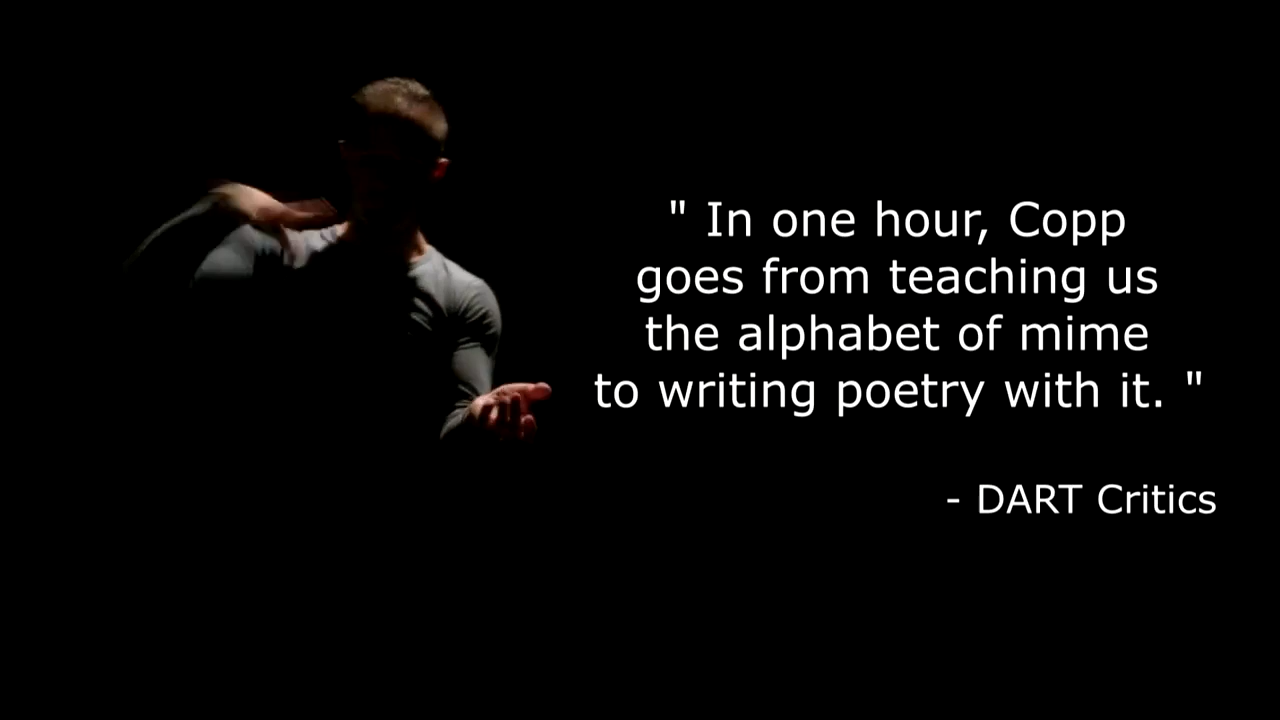 " In one hour, Copp
goes from teaching us
the alphabet of mime
to writing poetry with it. "
- DART Critics